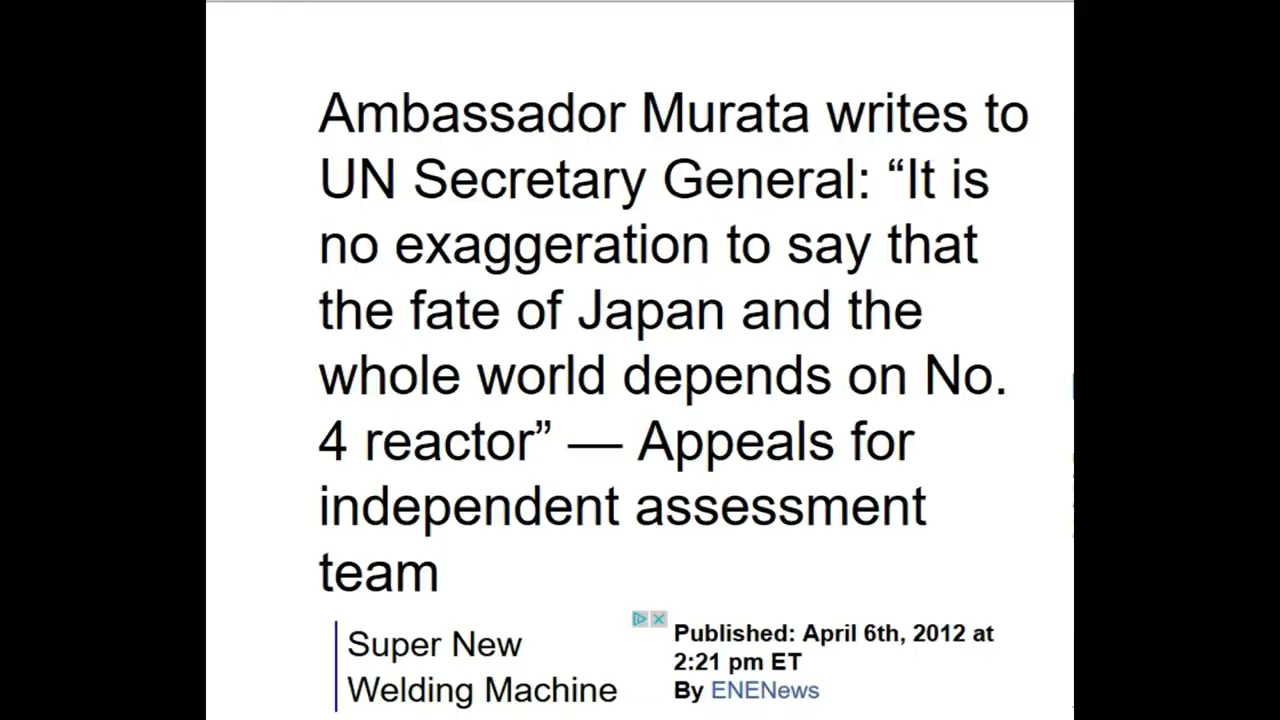 Ambassador Murata writes to
UN Secretary General: “It is
no exaggeration to say that
the fate of Japan and the
whole world depends on No.
4 reactor” — Appeals for
independent assessment
team
Super New
Welding Machine
Published: April 6th, 2012 at
2:21 pm ET
By ENENews